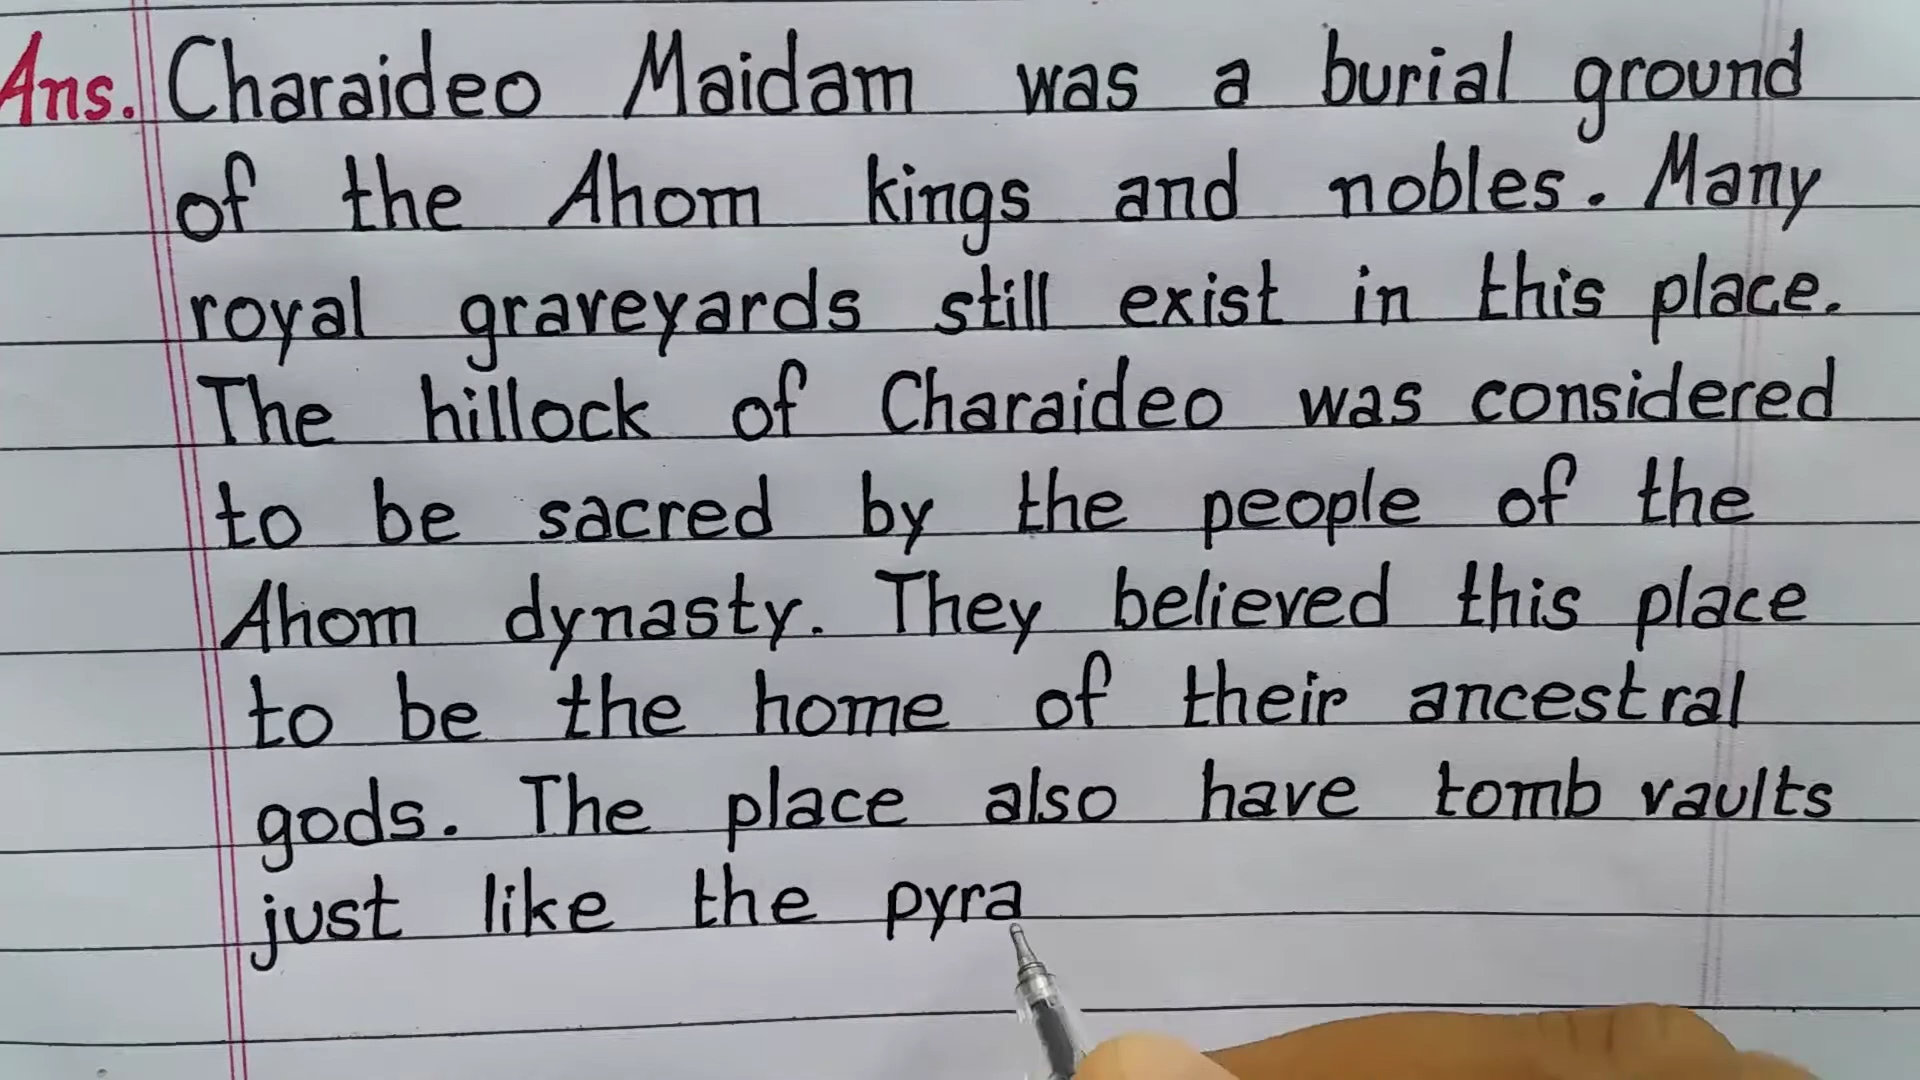 Ans. Charaideo Maidam was a burial ground
of the Ahom kings and nobles. Many
royal graveyards still exist in this place.
The hillock of Charaideo was considered
to be sacred by the people of the
Ahom dynasty. They believed this place
to be the home of their ancestral
gods. The place also have tomb vaults
just like the pyra